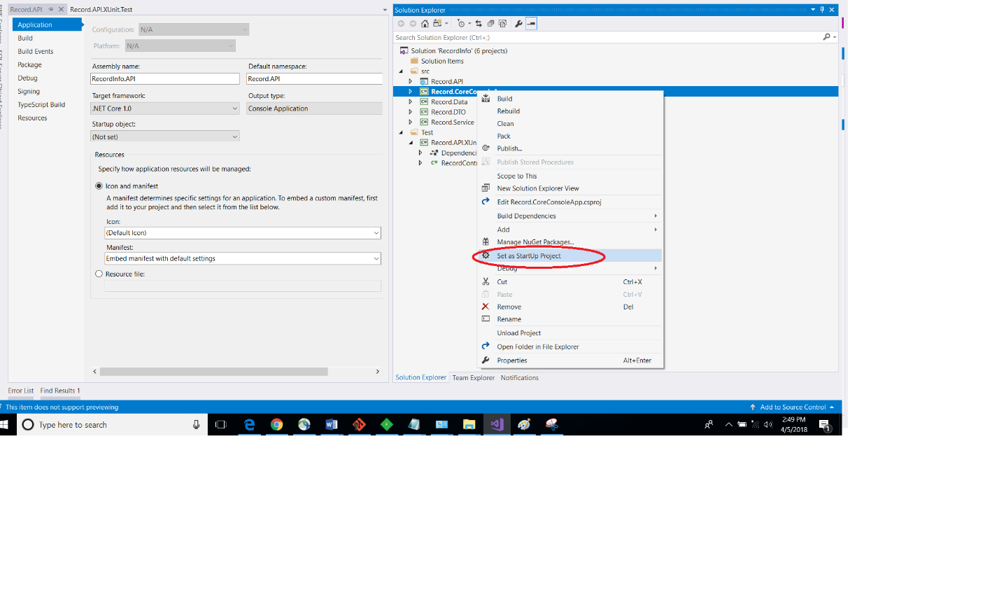 Record.API
Record.API.XUnit.Test
Application
Build
Build Events
Package
Debug
Signing
TypeScript Build
Resources
Configuration:
N/A
Platform:
N/A
Assembly name:
Default namespace:
RecordInfo.API
Record.API
Target framework:
Output type:
.NET Core 1.0
Console Application
Startup object:
(Not set)
Resources
Specify how application resources will be managed:
Icon and manifest
A manifest determines specific settings for an application. To embed a custom manifest, first
add it to your project and then select it from the list below.
Icon:
(Default Icon)
Manifest:
Embed manifest with default settings
Resource file:
Error List
Find Results 1
Solution Explorer
Search Solution Explorer (Ctrl+;)
Solution 'RecordInfo' (6 projects)
Solution Items
src
Record.API
Record.Data
Record.DTO
Record.Service
Test
Build
Rebuild
Clean
Pack
Publish...
Publish Stored Procedures
Scope to This
New Solution Explorer View
Edit Record.CoreConsoleApp.csproj
Build Dependencies
Add
Manage NuGet Packages...
Set as StartUp Project
Debug
Cut Ctrl+X
Paste Ctrl+V
Remove Del
Rename
Unload Project
Open Folder in File Explorer
Properties Alt+Enter
Solution Explorer
Team Explorer
Notifications
This item does not support previewing
Add to Source Control
Type here to search
2:49 PM
4/5/2018
1